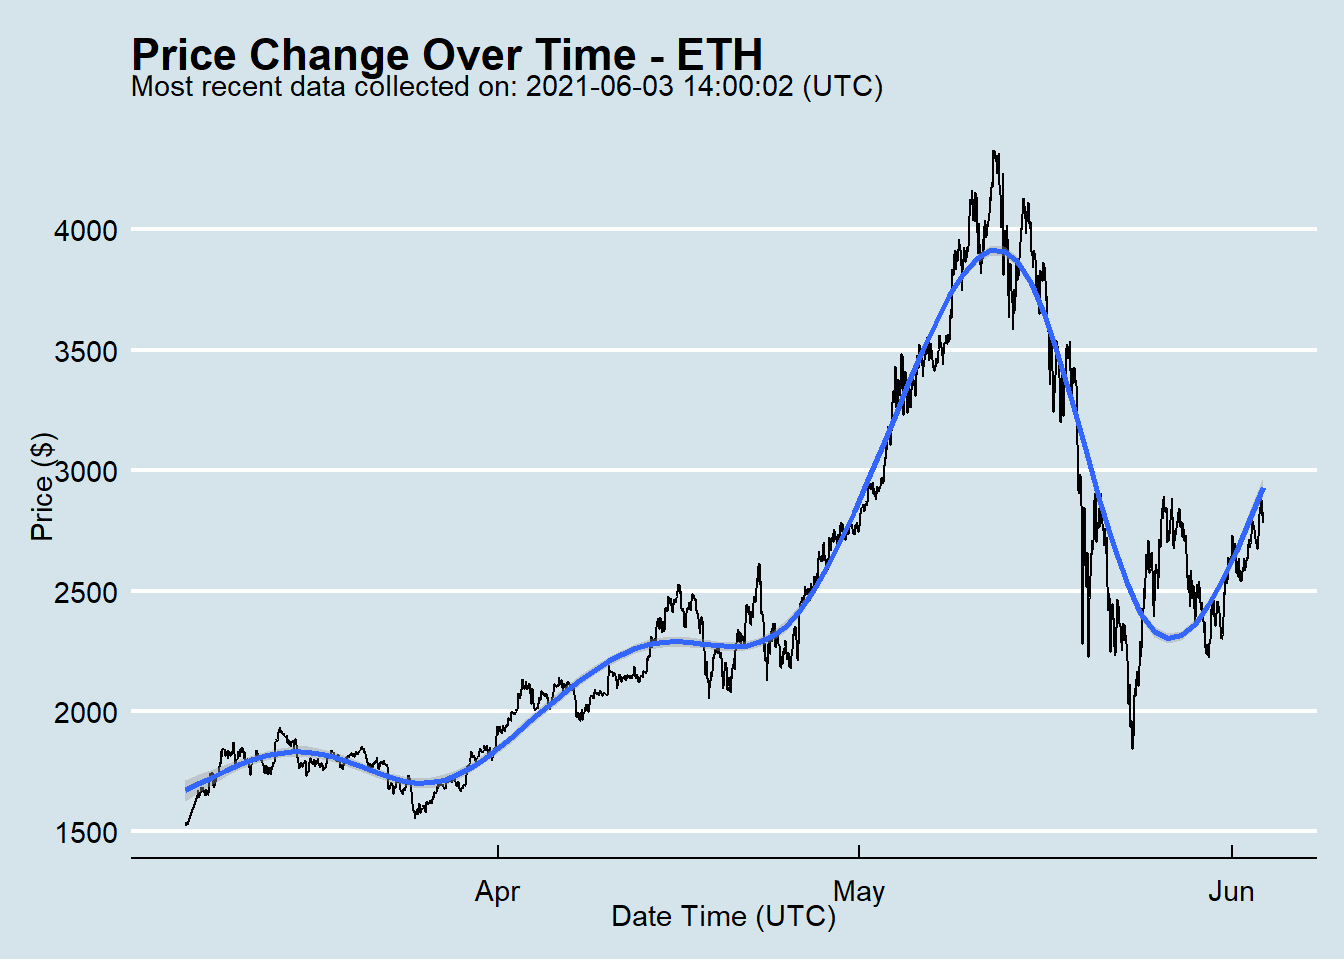 Price Change Over Time - ETH
Most recent data collected on: 2021-06-03 14:00:02 (UTC)
4000
3500
3000
2500
2000
1500
Price ($)
Apr
May
Jun
Date Time (UTC)